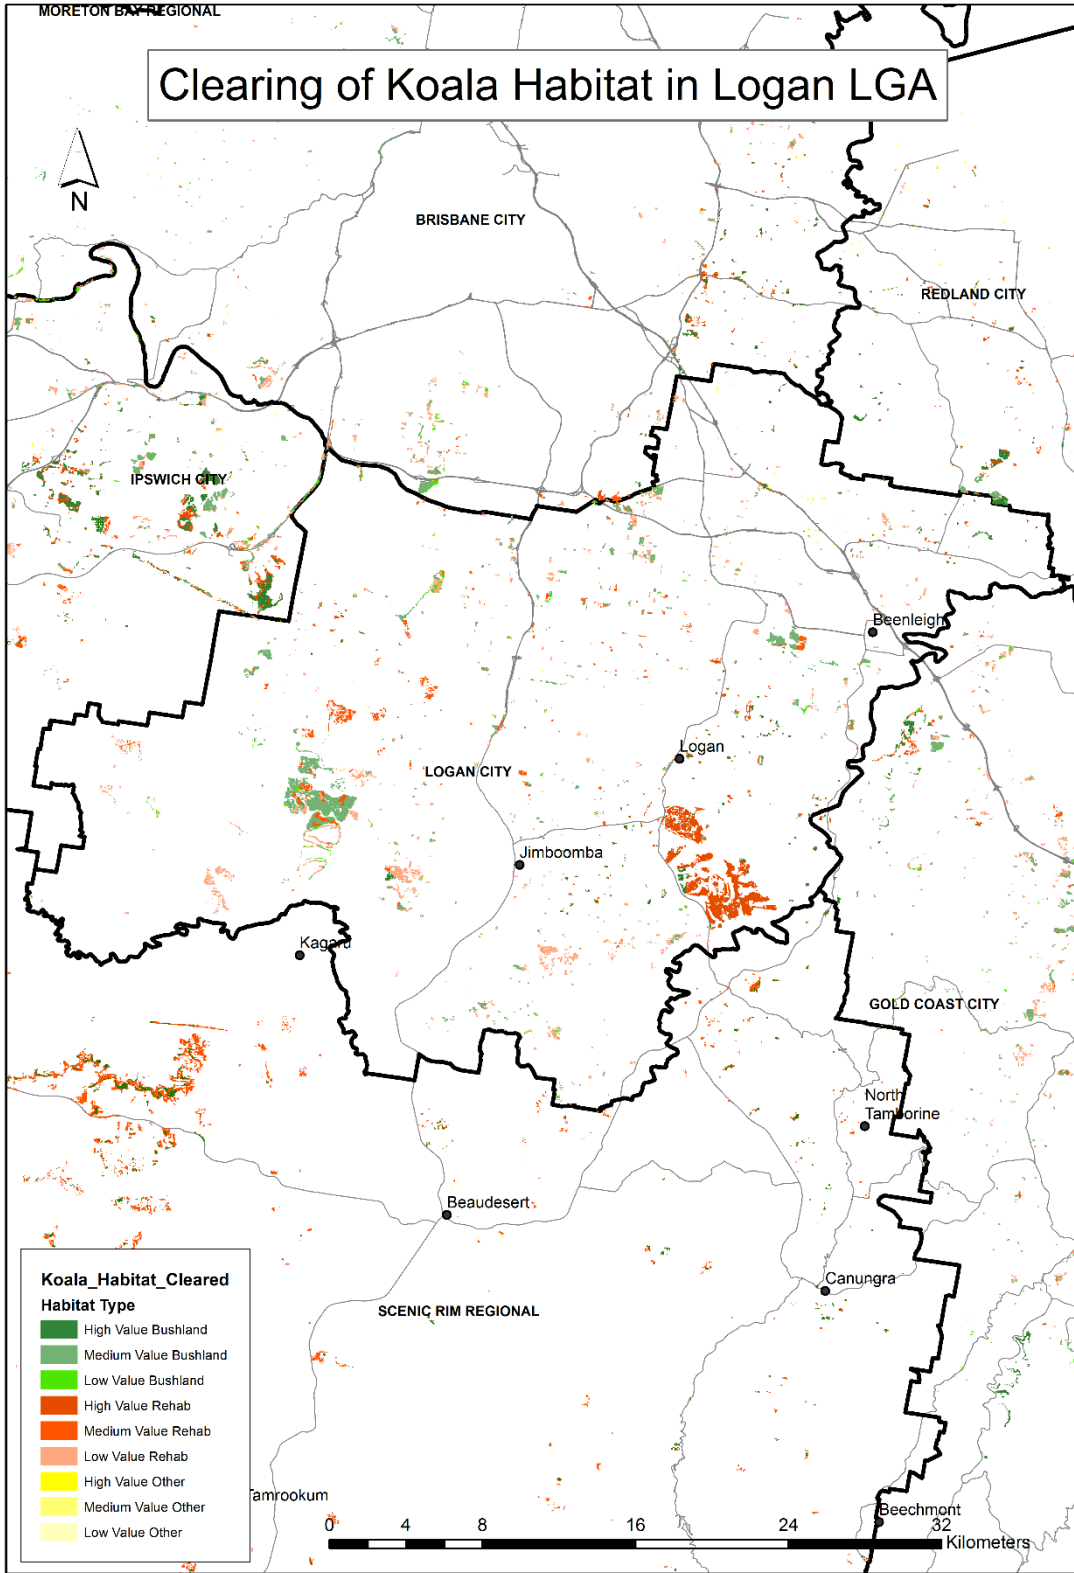 MORETON BAY REGIONAL
Clearing of Koala Habitat in Logan LGA
N
BRISBANE CITY
REDLAND CITY
IPSWICH CITY
Beenleigh
Logan
LOGAN CITY
Jimboomba
Kagaru
GOLD COAST CITY
North
Tamborine
Beaudesert
Canungra
SCENIC RIM REGIONAL
Koala_Habitat_Cleared
Habitat Type
High Value Bushland
Medium Value Bushland
Low Value Bushland
High Value Rehab
Medium Value Rehab
Low Value Rehab
High Value Other
Medium Value Other
Low Value Other
Tamrookum
Beechmont
0 4 8 16 24 32
Kilometers